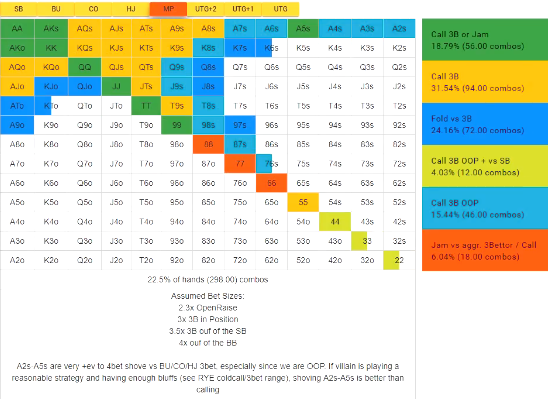 SB BU CO HJ MP UTG+2 UTG+1 UTG
AA AKs AQs AJs ATs A9s A8s A7s A6s A5s A4s A3s A2s
AKo KK KQs KJs KTs K9s K8s K7s K6s K5s K4s K3s K2s
AQo KQo QQ QJs QTs Q9s Q8s Q7s Q6s Q5s Q4s Q3s Q2s
AJo KJo QJo JJ JTs J9s J8s J7s J6s J5s J4s J3s J2s
ATo KTo QTo JTo TT T9s T8s T7s T6s T5s T4s T3s T2s
A9o K9o Q9o J9o T9o 99 98s 97s 96s 95s 94s 93s 92s
A8o K8o Q8o J8o T8o 98o 88 87s 86s 85s 84s 83s 82s
A7o K7o Q7o J7o T7o 97o 87o 77 76s 75s 74s 73s 72s
A6o K6o Q6o J6o T6o 96o 86o 76o 66 65s 64s 63s 62s
A5o K5o Q5o J5o T5o 95o 85o 75o 65o 55 54s 53s 52s
A4o K4o Q4o J4o T4o 94o 84o 74o 64o 54o 44 43s 42s
A3o K3o Q3o J3o T3o 93o 83o 73o 63o 53o 43o 33 32s
A2o K2o Q2o J2o T2o 92o 82o 72o 62o 52o 42o 32o 22
22.5% of hands (298.00) combos
Assumed Bet Sizes:
2.3x OpenRaise
3x 3B in Position
3.5x 3B out of the SB
4x out of the BB
A2s-A5s are very +ev to 4bet shove vs BU/CO/HJ 3bet, especially since we are OOP. If villain is playing a
reasonable strategy and having enough bluffs (see RYE coldcall/3bet range), shoving A2s-A5s is better than
calling
Call 3B or Jam
18.79% (56.00 combos)
Call 3B
31.54% (94.00 combos)
Fold vs 3B
24.16% (72.00 combos)
Call 3B OOP + vs SB
4.03% (12.00 combos)
Call 3B OOP
15.44% (46.00 combos)
Jam vs aggr. 3Bettor / Call
6.04% (18.00 combos)